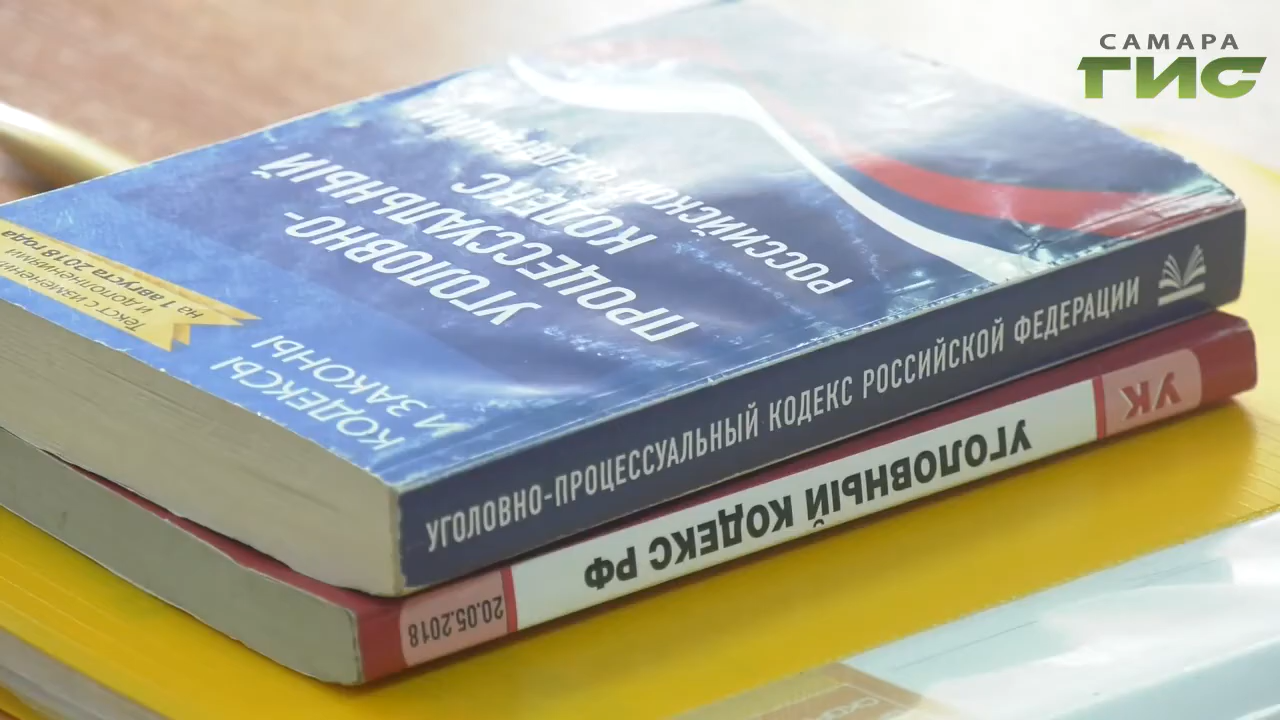 САМАРА
ГИС
УГОЛОВНО-
ПРОЦЕССУАЛЬНЫЙ
КОДЕКС
РОССИЙСКОЙ ФЕДЕРАЦИИ
Текст с изменениями
и дополнениями
на 1 августа 2018 года
КОДЕКСЫ
И ЗАКОНЫ
УГОЛОВНО-ПРОЦЕССУАЛЬНЫЙ КОДЕКС РОССИЙСКОЙ ФЕДЕРАЦИИ
УК
УГОЛОВНЫЙ КОДЕКС РФ
20.05.2018